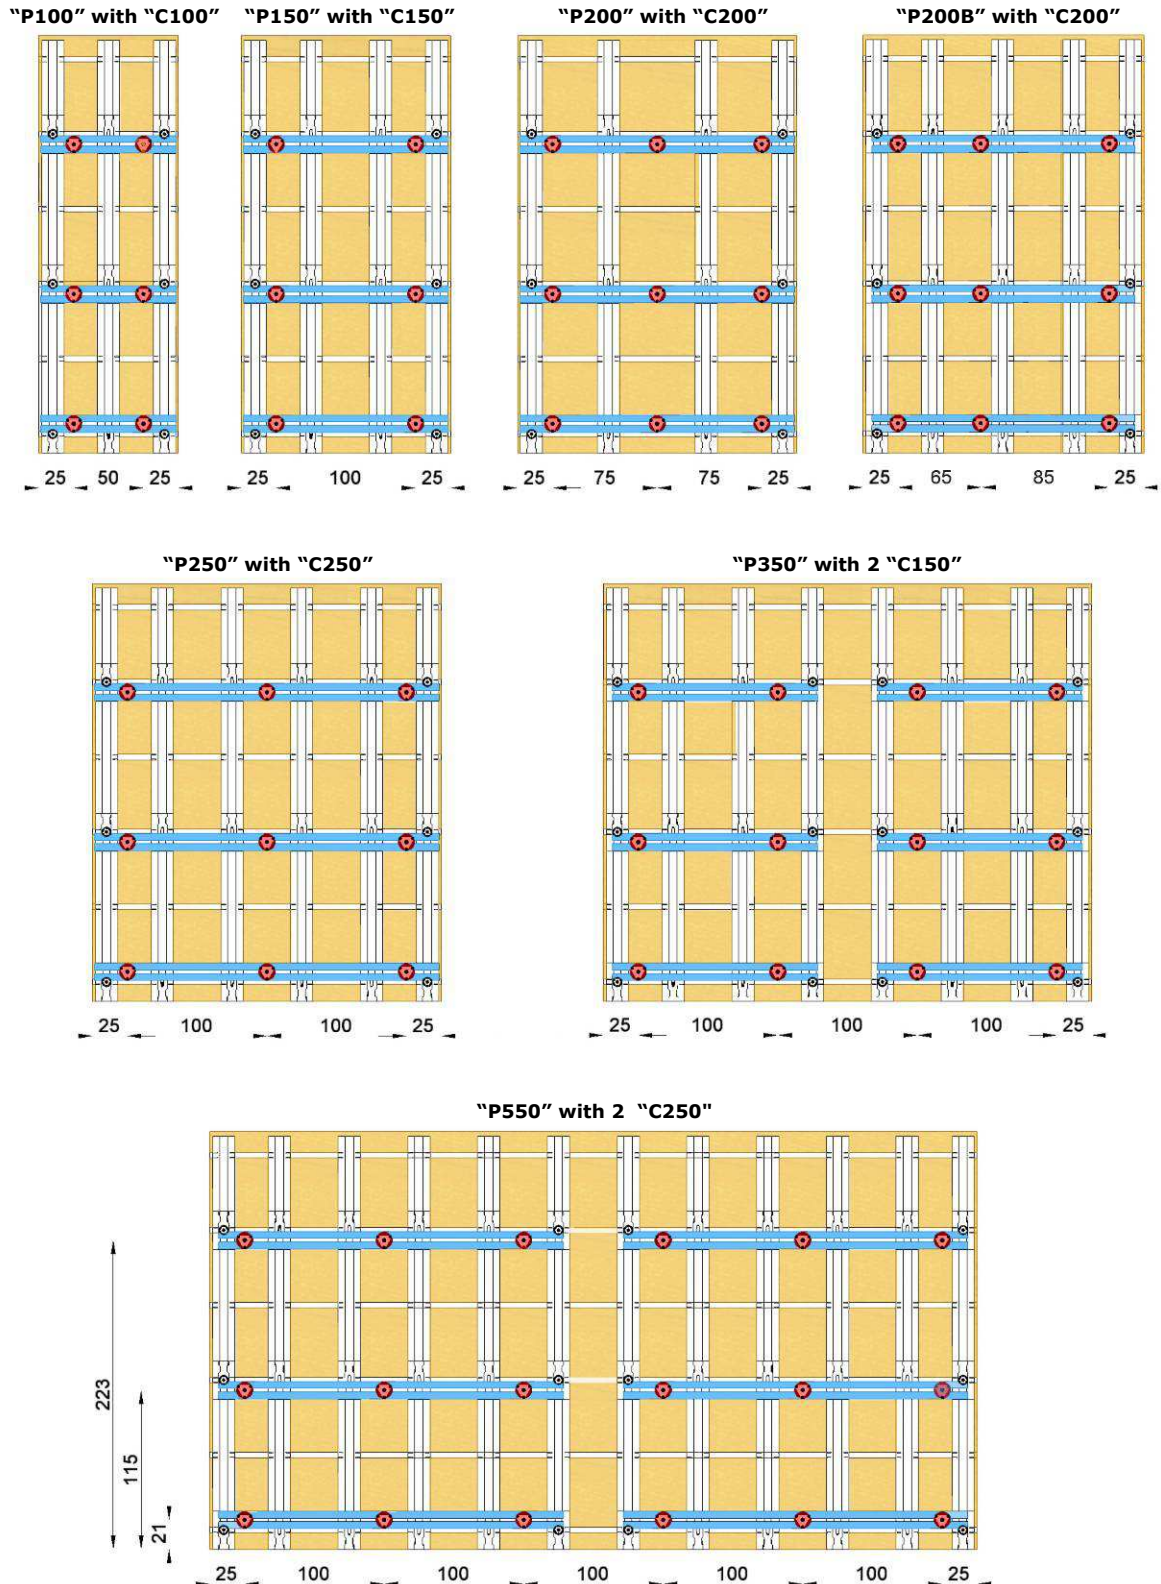 “P100” with “C100”
“P150” with “C150”
“P200” with “C200”
“P200B” with “C200”
25 50 25
25 100 25
25 75 75 25
25 65 85 25
“P250” with “C250”
“P350” with 2 “C150”
25 100 100 25
25 100 100 100 25
“P550” with 2 “C250"
223
115
21
25 100 100 100 100 100 25